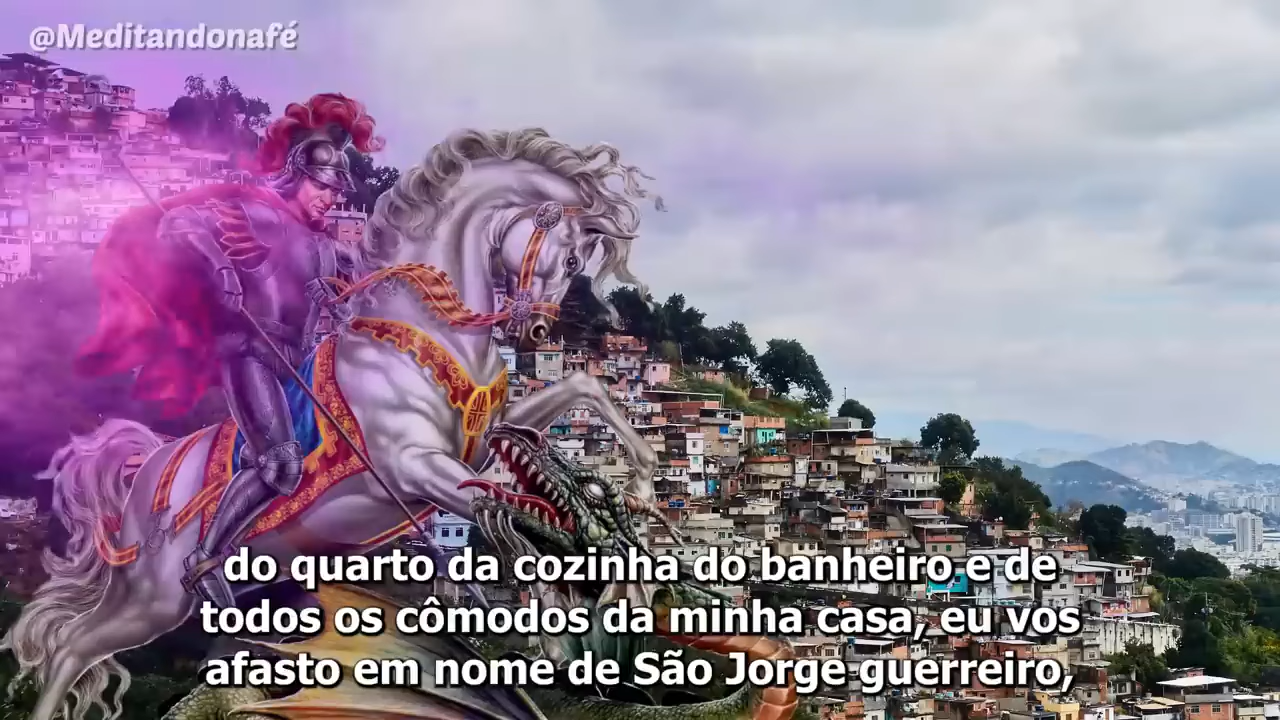 @Meditandonafé
do quarto da cozinha do banheiro e de
todos os cômodos da minha casa, eu vos
afasto em nome de São Jorge guerreiro,